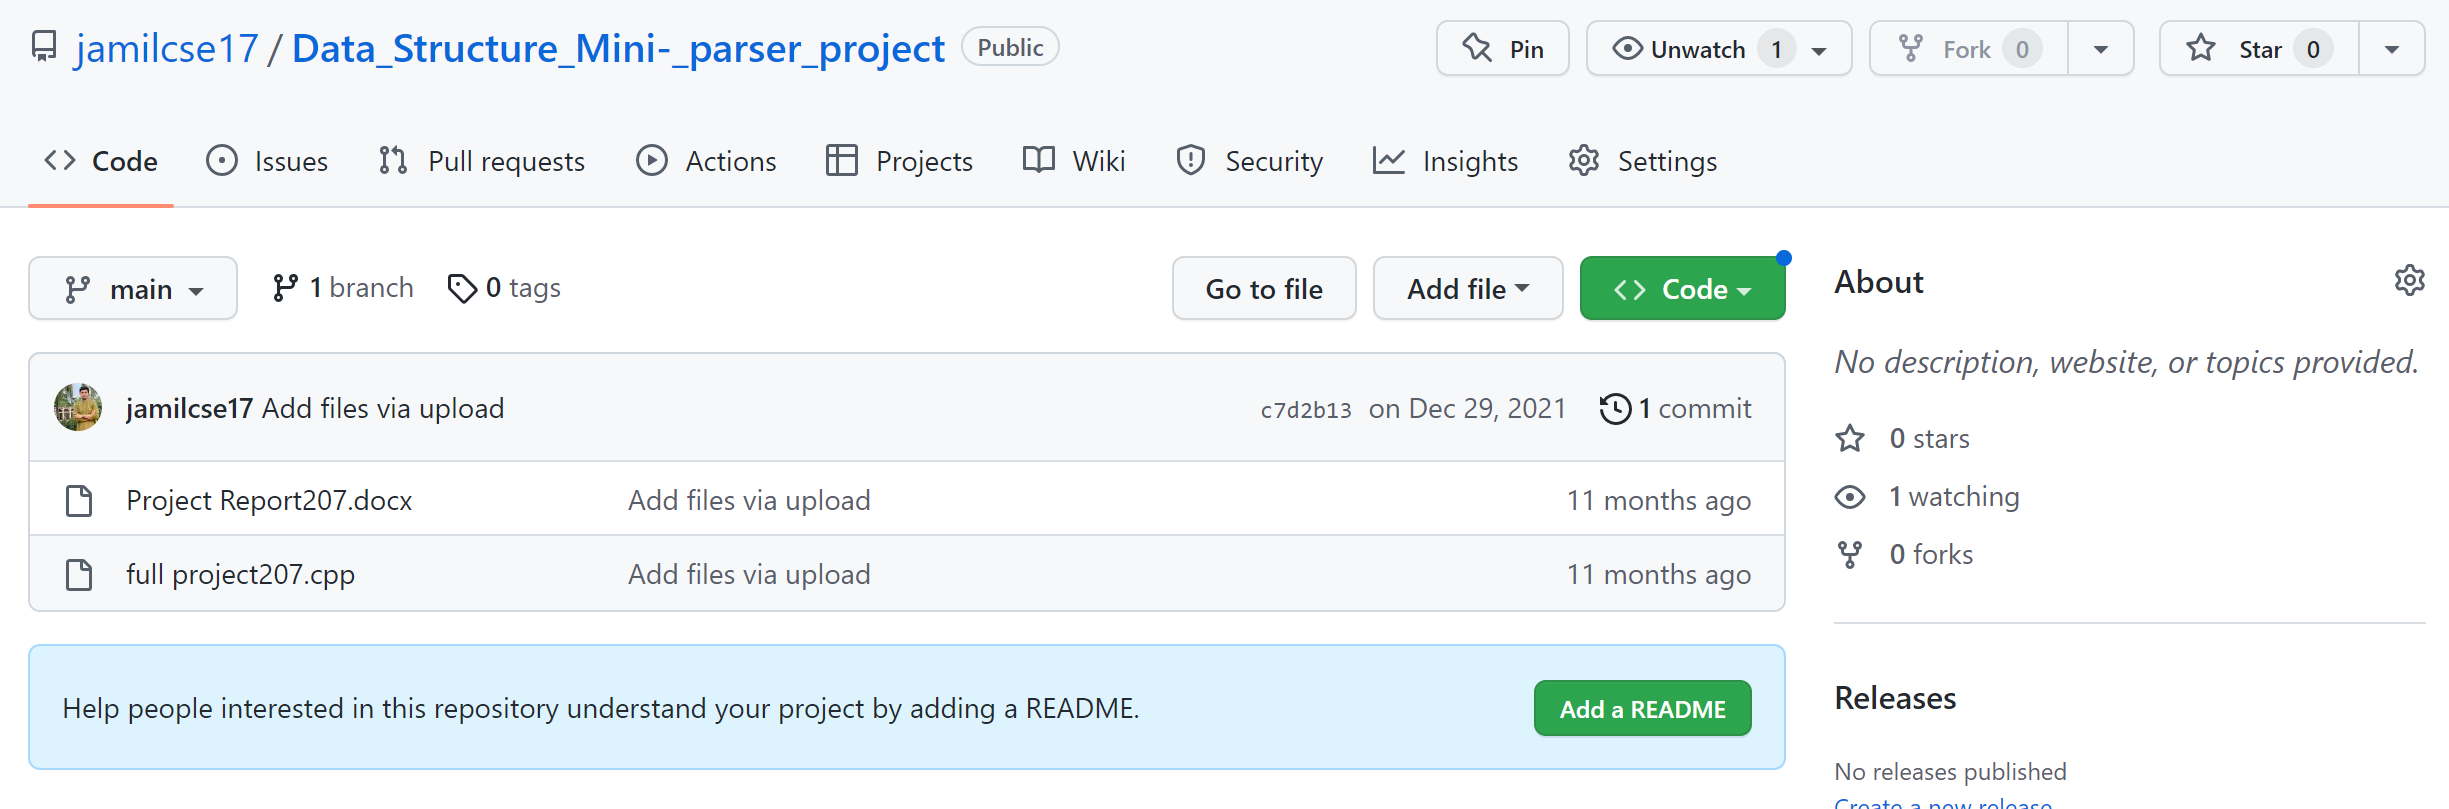 jamilcse17 / Data_Structure_Mini-_parser_project Public Pin Unwatch 1 Fork 0 Star 0
Code Issues Pull requests Actions Projects Wiki Security Insights Settings
main 1 branch 0 tags Go to file Add file Code
jamilcse17 Add files via upload c7d2b13 on Dec 29, 2021 1 commit
Project Report207.docx Add files via upload 11 months ago
full project207.cpp Add files via upload 11 months ago
Help people interested in this repository understand your project by adding a README. Add a README
About
No description, website, or topics provided.
0 stars
1 watching
0 forks
Releases
No releases published
Create a new release